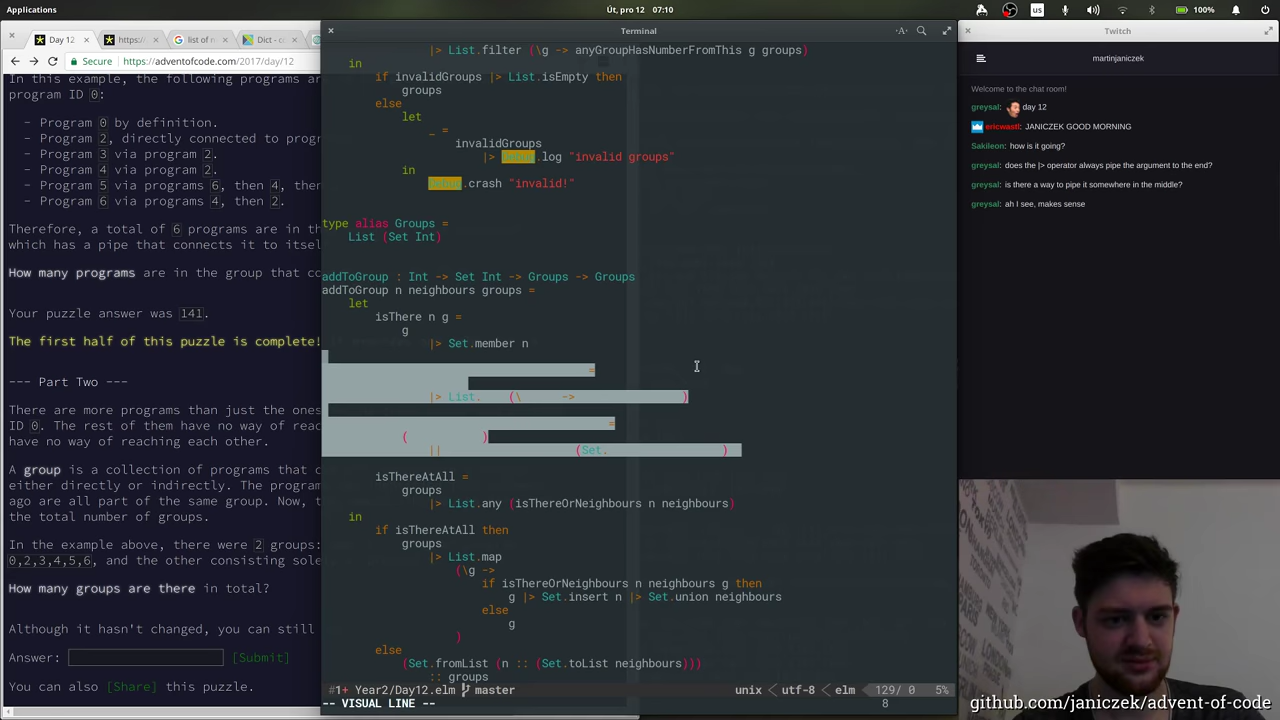 Applications
Út, pro 12 07:10
us
100%
Day 12
https:/
list of n
Dict - co
Secure
https://adventofcode.com/2017/day/12
In this example, the following programs are
program ID 0:
- Program 0 by definition.
- Program 2, directly connected to progr
- Program 3 via program 2.
- Program 4 via program 2.
- Program 5 via programs 6, then 4, then
- Program 6 via programs 4, then 2.
Therefore, a total of 6 programs are in th
which has a pipe that connects it to itsel
How many programs are in the group that co
Your puzzle answer was 141.
The first half of this puzzle is complete!
--- Part Two ---
There are more programs than just the ones
ID 0. The rest of them have no way of reac
have no way of reaching each other.
A group is a collection of programs that c
either directly or indirectly. The program
ago are all part of the same group. Now, t
the total number of groups.
In the example above, there were 2 groups:
0,2,3,4,5,6, and the other consisting sole
How many groups are there in total?
Although it hasn't changed, you can still
Answer: [Submit]
You can also [Share] this puzzle.
Terminal
|> List.filter (\g -> anyGroupHasNumberFromThis g groups)
in
if invalidGroups |> List.isEmpty then
groups
else
let
_ =
invalidGroups
|> Debug.log "invalid groups"
in
Debug.crash "invalid!"
type alias Groups =
List (Set Int)
addToGroup : Int -> Set Int -> Groups -> Groups
addToGroup n neighbours groups =
let
isThere n g =
g
|> Set.member n
=
|> List. (\ -> )
=
( )
|| (Set. )
isThereAtAll =
groups
|> List.any (isThereOrNeighbours n neighbours)
in
if isThereAtAll then
groups
|> List.map
(\g ->
if isThereOrNeighbours n neighbours g then
g |> Set.insert n |> Set.union neighbours
else
g
)
else
(Set.fromList (n :: (Set.toList neighbours)))
:: groups
#1+ Year2/Day12.elm master
unix utf-8 elm 129/ 0 5%
-- VISUAL LINE --
8
Twitch
martinjaniczek
Welcome to the chat room!
greysal: day 12
ericwastl: JANICZEK GOOD MORNING
Sakileon: how is it going?
greysal: does the |> operator always pipe the argument to the end?
greysal: is there a way to pipe it somewhere in the middle?
greysal: ah I see, makes sense
github.com/janiczek/advent-of-code